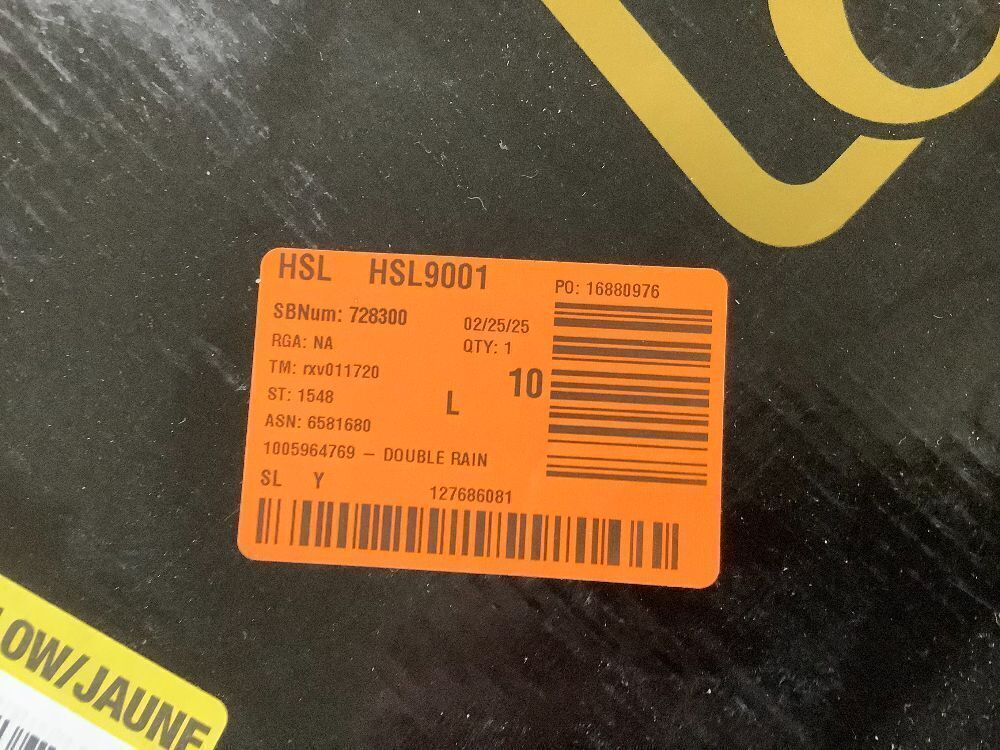 HSL HSL9001
PO: 16880976
SBNum: 728300
02/25/25
RGA: NA
QTY: 1
TM: rxv011720
10
ST: 1548
L
ASN: 6581680
1005964769 – DOUBLE RAIN
SL Y
127686081
LOW/JAUNE